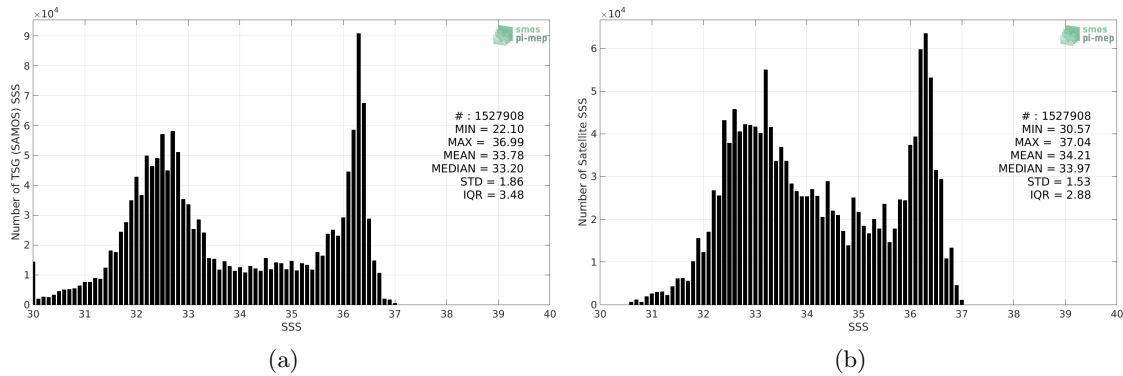 ×10⁴
9
8
7
6
5
4
3
2
1
0
Number of TSG (SAMOS) SSS
30 31 32 33 34 35 36 37 38 39 40
SSS
smos
pi-mep
# : 1527908
MIN = 22.10
MAX = 36.99
MEAN = 33.78
MEDIAN = 33.20
STD = 1.86
IQR = 3.48
(a)
×10⁴
6
5
4
3
2
1
0
Number of Satellite SSS
30 31 32 33 34 35 36 37 38 39 40
SSS
smos
pi-mep
# : 1527908
MIN = 30.57
MAX = 37.04
MEAN = 34.21
MEDIAN = 33.97
STD = 1.53
IQR = 2.88
(b)